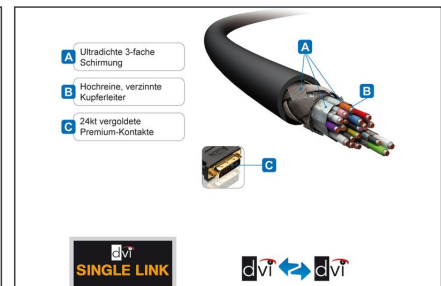 A Ultradichte 3-fache
Schirmung
B Hochreine, verzinnte
Kupferleiter
C 24kt vergoldete
Premium-Kontakte
A
B
C
dvi
SINGLE LINK
dvi dvi